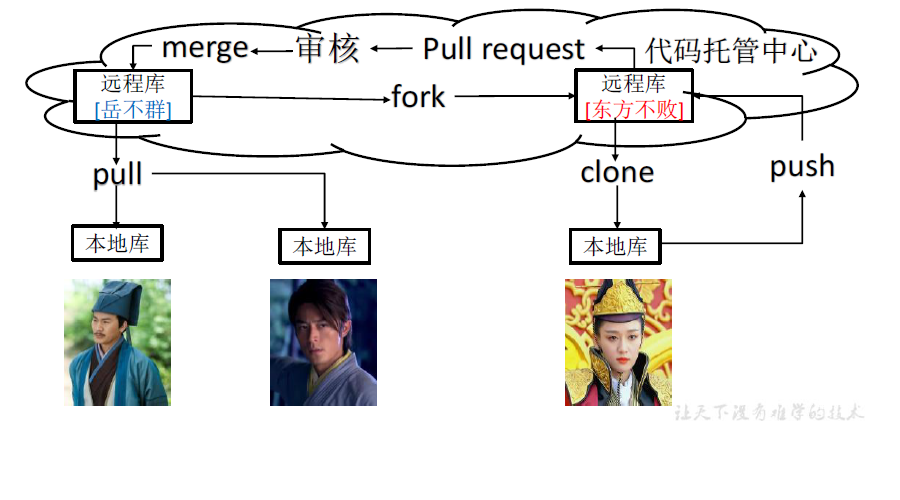 merge
审核
Pull request
代码托管中心
远程库
[岳不群]
fork
远程库
[东方不败]
pull
clone
push
本地库
本地库
本地库
让天下没有难学的技术